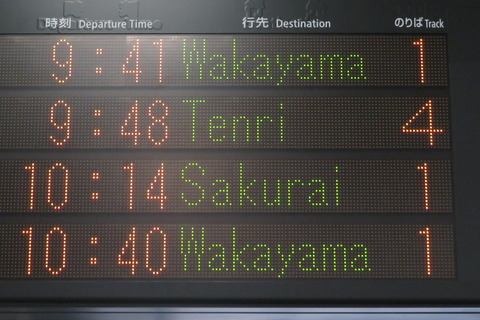 時刻 Departure Time 行先 Destination のりば Track
9:41 Wakayama 1
9:48 Tenri 4
10:14 Sakurai 1
10:40 Wakayama 1